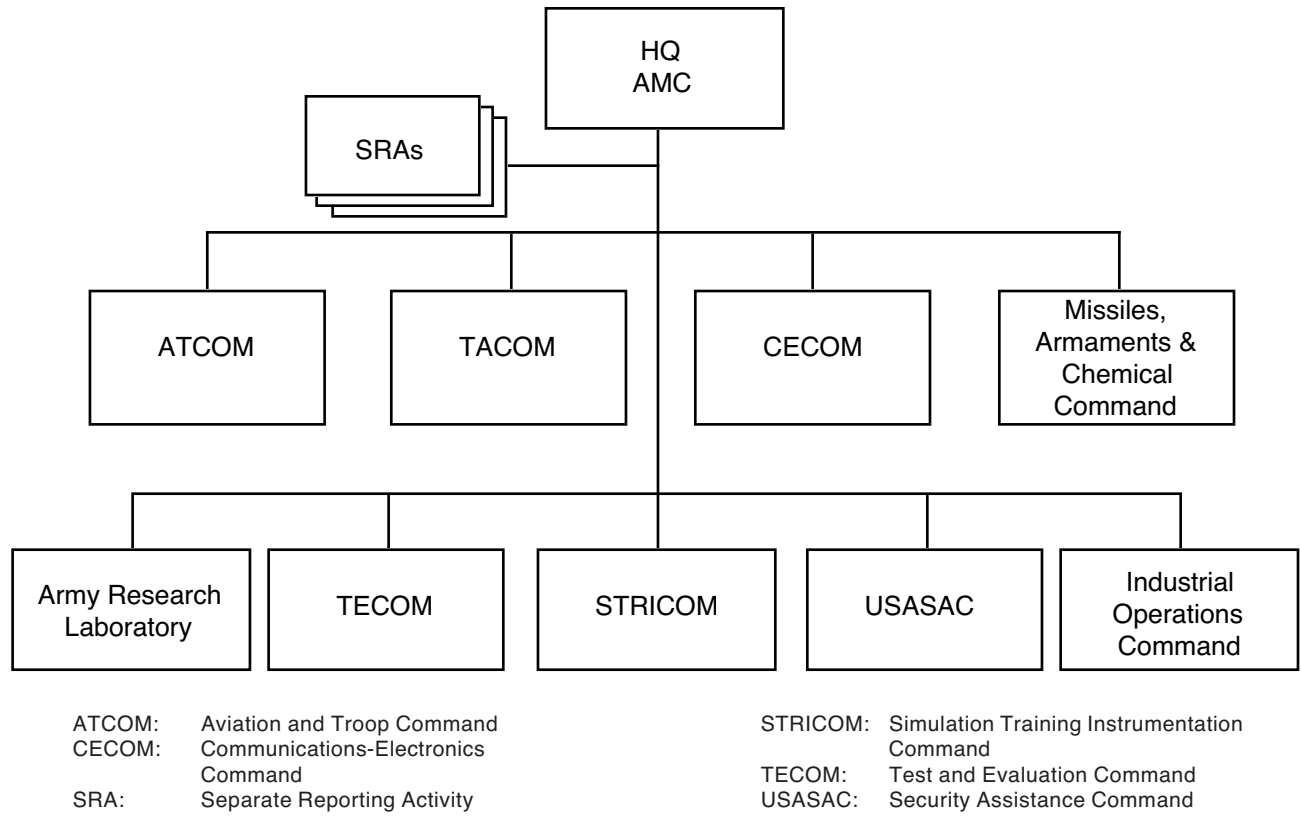 HQ
AMC
SRAs
ATCOM
TACOM
CECOM
Missiles,
Armaments &
Chemical
Command
Army Research
Laboratory
TECOM
STRICOM
USASAC
Industrial
Operations
Command
ATCOM: Aviation and Troop Command
CECOM: Communications-Electronics
Command
SRA: Separate Reporting Activity
STRICOM: Simulation Training Instrumentation
Command
TECOM: Test and Evaluation Command
USASAC: Security Assistance Command